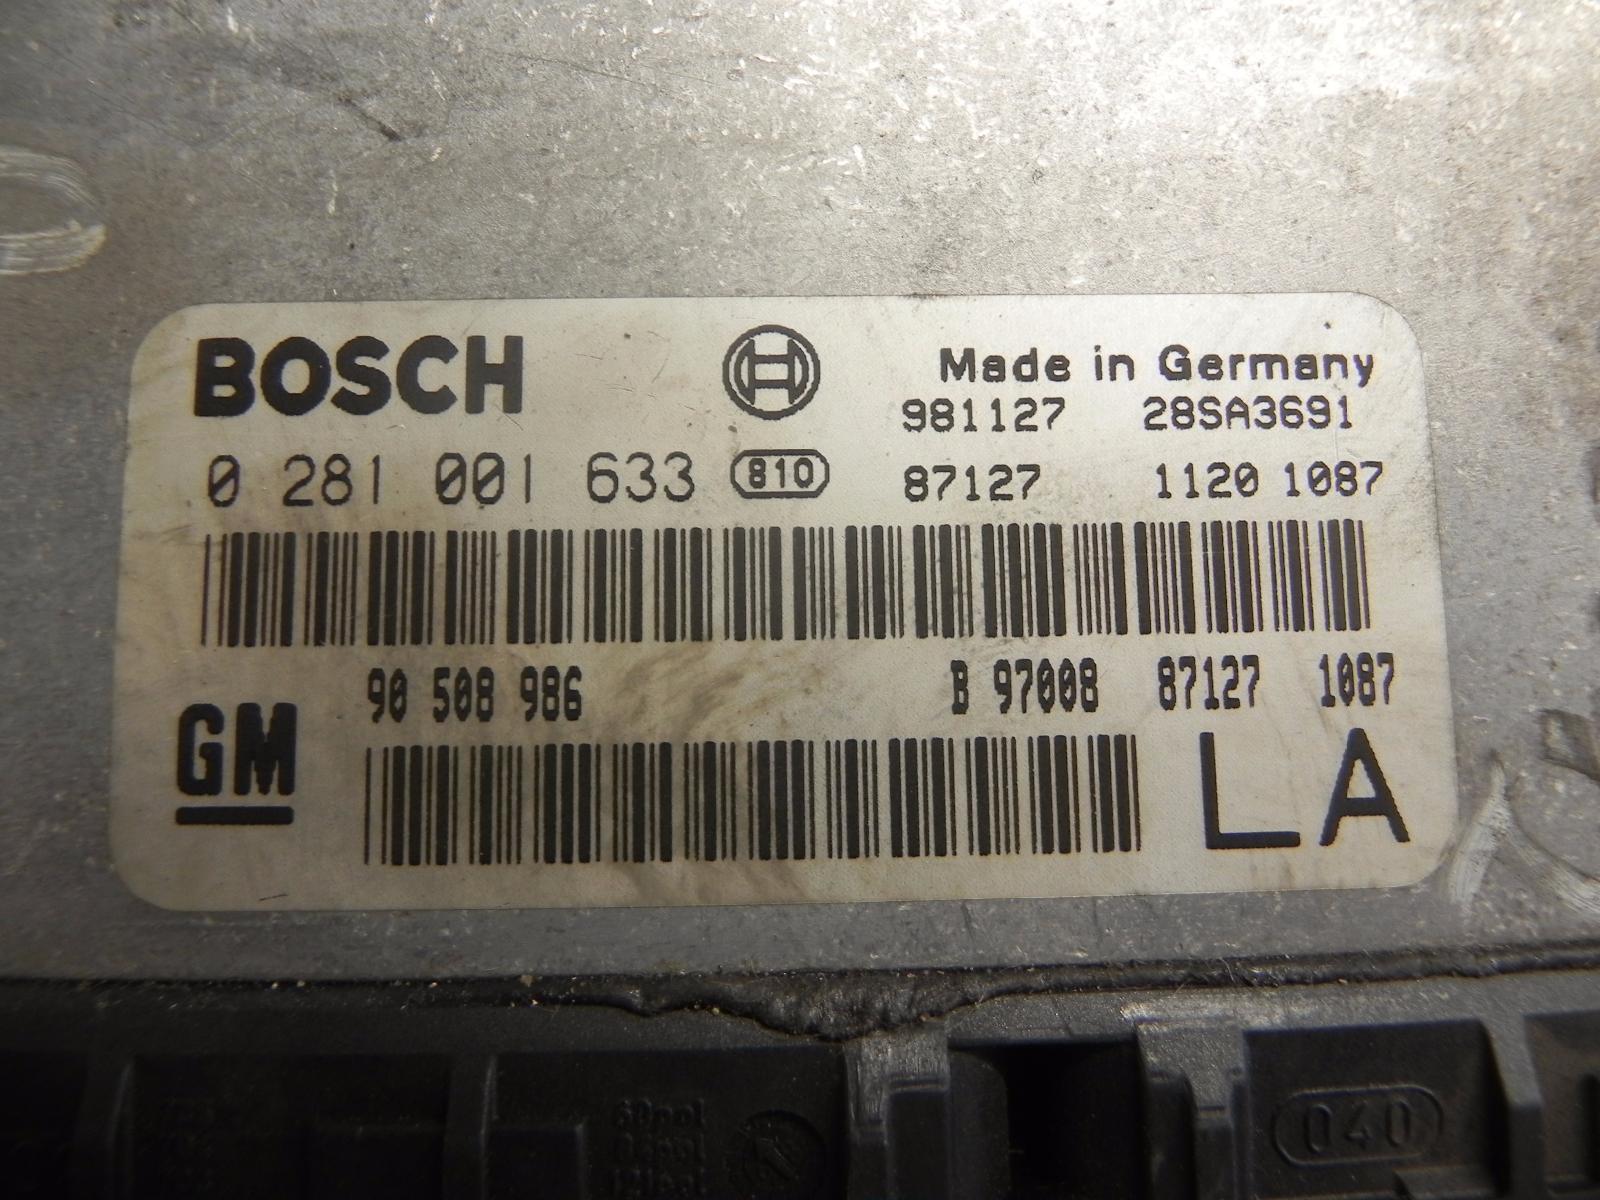 BOSCH Made in Germany
981127 28SA3691
0 281 001 633 810 87127 1120 1087
90 508 986 B 97008 87127 1087
GM LA
040